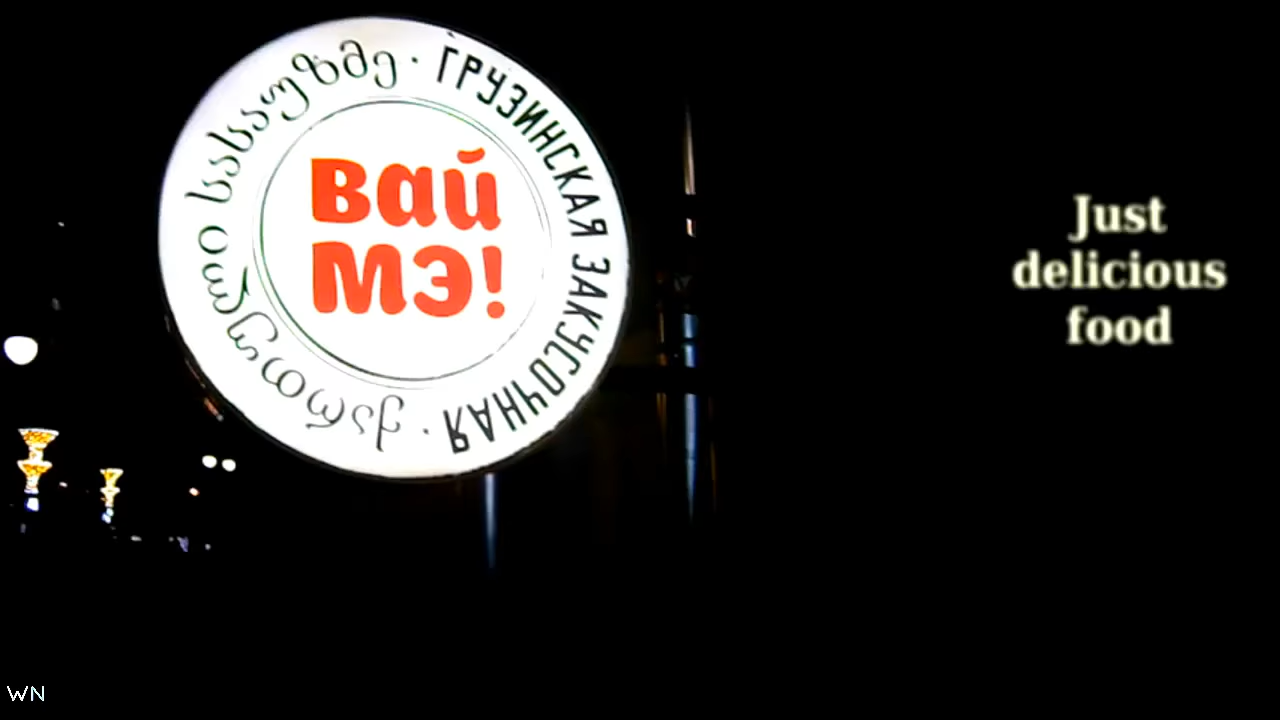 ГРУЗИНСКАЯ ЗАКУСОЧНАЯ ·
ქართული სასაუზმე ·
Вай
МЭ!
Just
delicious
food
WN